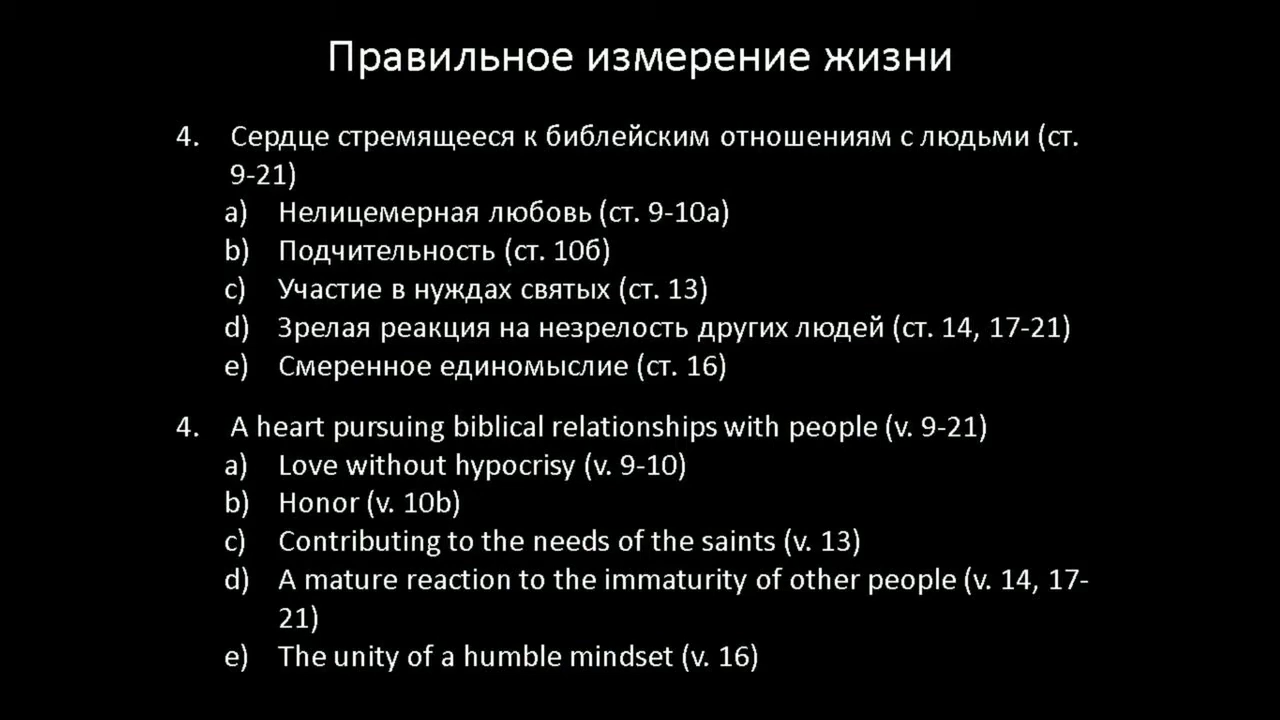 Правильное измерение жизни
4. Сердце стремящееся к библейским отношениям с людьми (ст.
9-21)
a) Нелицемерная любовь (ст. 9-10а)
b) Подчительность (ст. 10б)
c) Участие в нуждах святых (ст. 13)
d) Зрелая реакция на незрелость других людей (ст. 14, 17-21)
e) Смеренное единомыслие (ст. 16)
4. A heart pursuing biblical relationships with people (v. 9-21)
a) Love without hypocrisy (v. 9-10)
b) Honor (v. 10b)
c) Contributing to the needs of the saints (v. 13)
d) A mature reaction to the immaturity of other people (v. 14, 17-
21)
e) The unity of a humble mindset (v. 16)